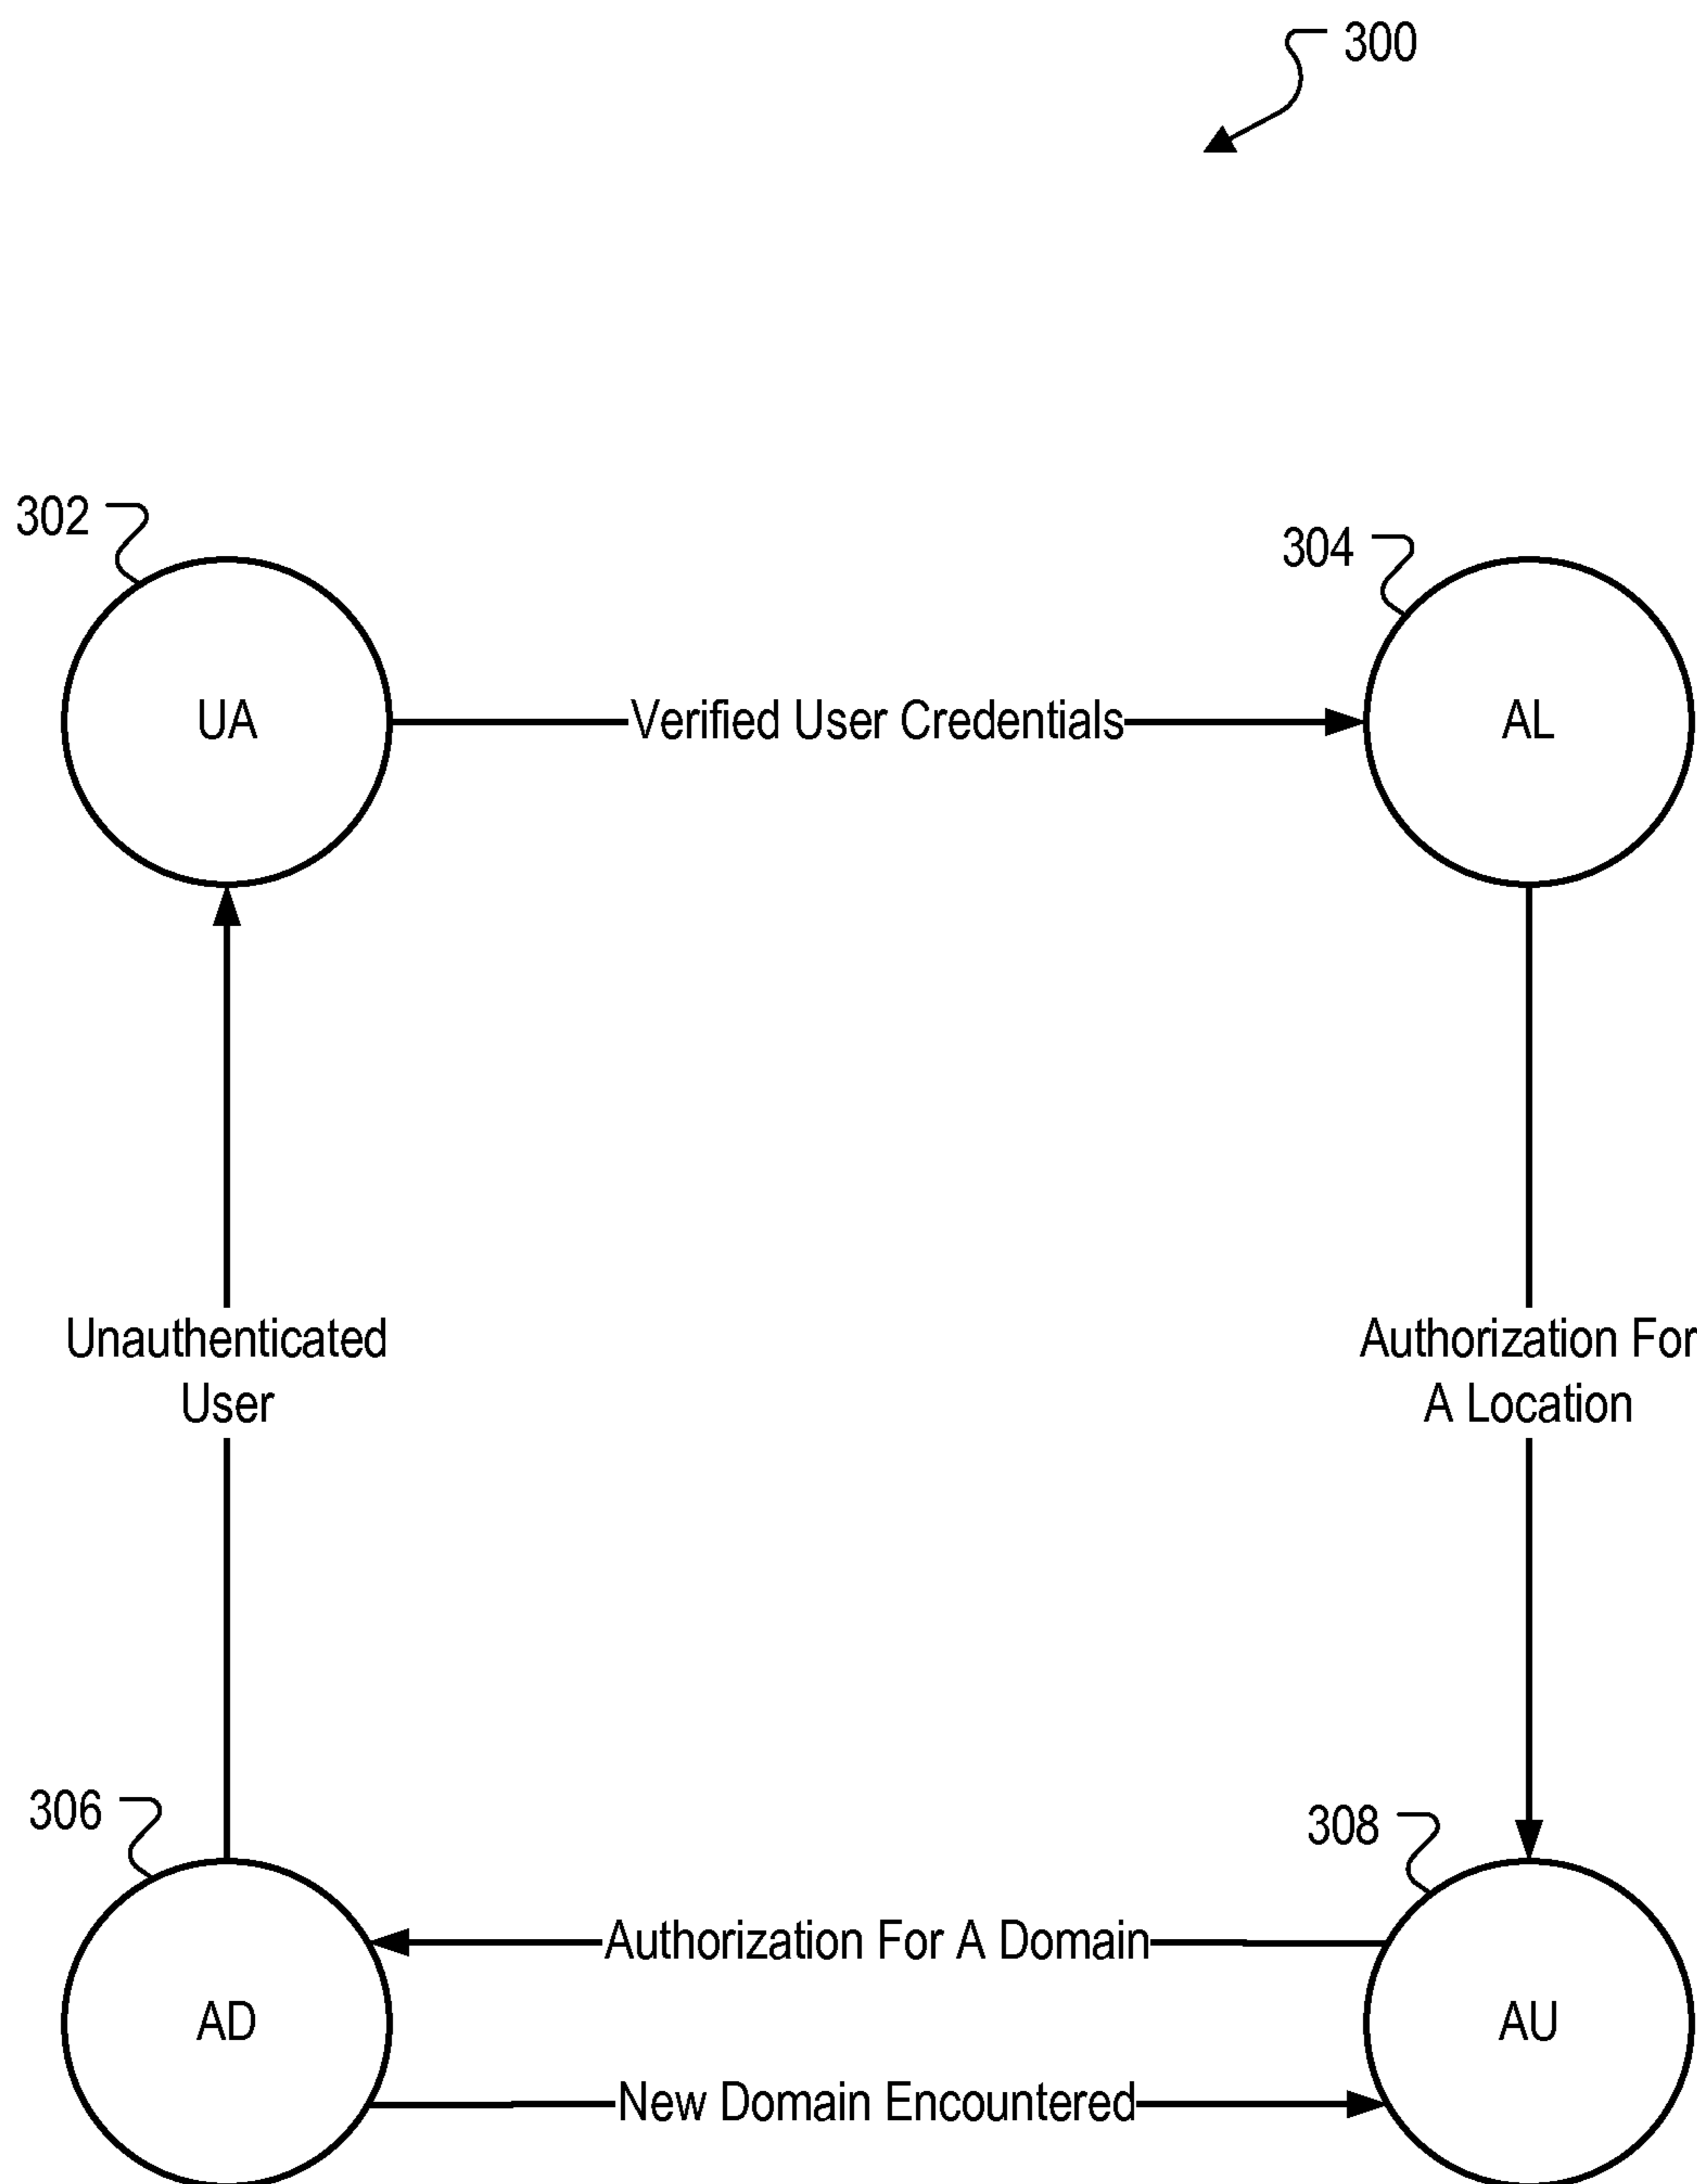 300
302
304
UA
Verified User Credentials
AL
Unauthenticated
User
Authorization For
A Location
306
308
Authorization For A Domain
AD
AU
New Domain Encountered